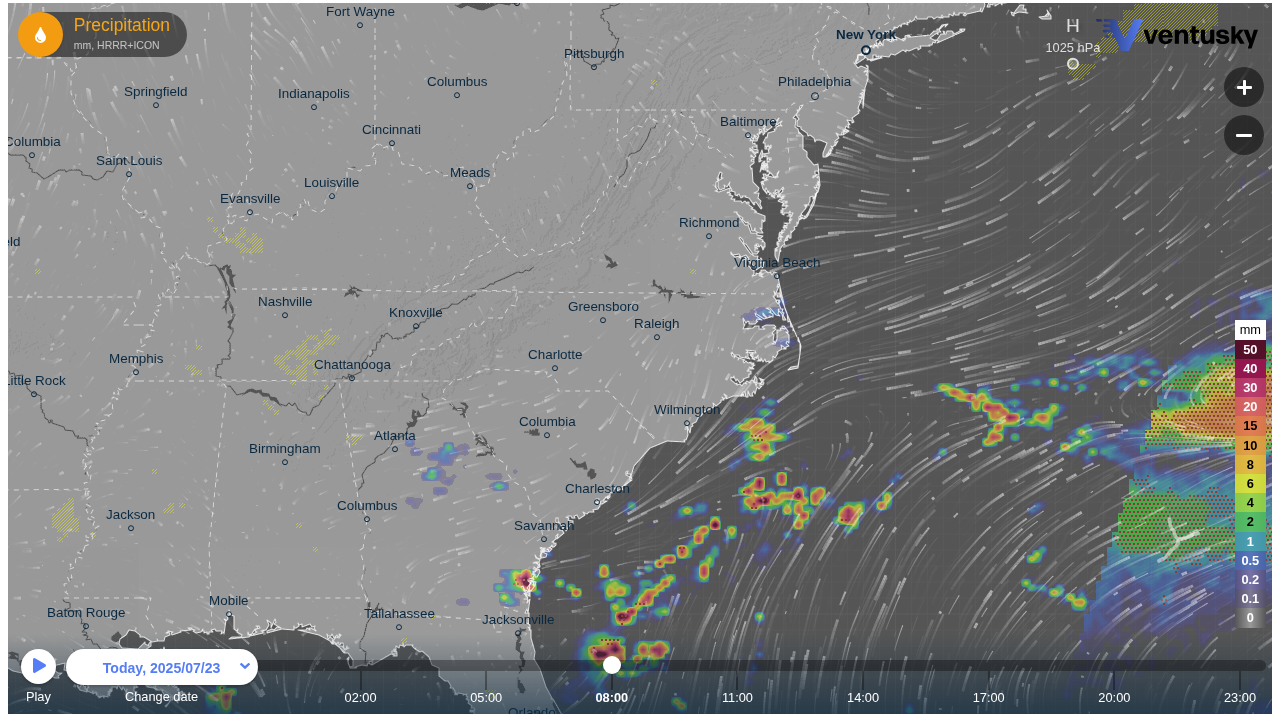 Precipitation
mm, HRRR+ICON
Fort Wayne
H
1025 hPa
ventusky
New York
Pittsburgh
Columbus
Philadelphia
Springfield
Indianapolis
Baltimore
Cincinnati
Columbia
Saint Louis
Meads
Louisville
Evansville
Richmond
eld
Virginia Beach
Nashville
Knoxville
Greensboro
Raleigh
mm
50
40
30
20
15
10
8
6
4
2
1
0.5
0.2
0.1
0
Memphis
Charlotte
Chattanooga
Little Rock
Wilmington
Columbia
Atlanta
Birmingham
Charleston
Columbus
Jackson
Savannah
Mobile
Baton Rouge
Tallahassee
Jacksonville
Today, 2025/07/23
Play
Change date
02:00
05:00
08:00
11:00
14:00
17:00
20:00
23:00
Orlando